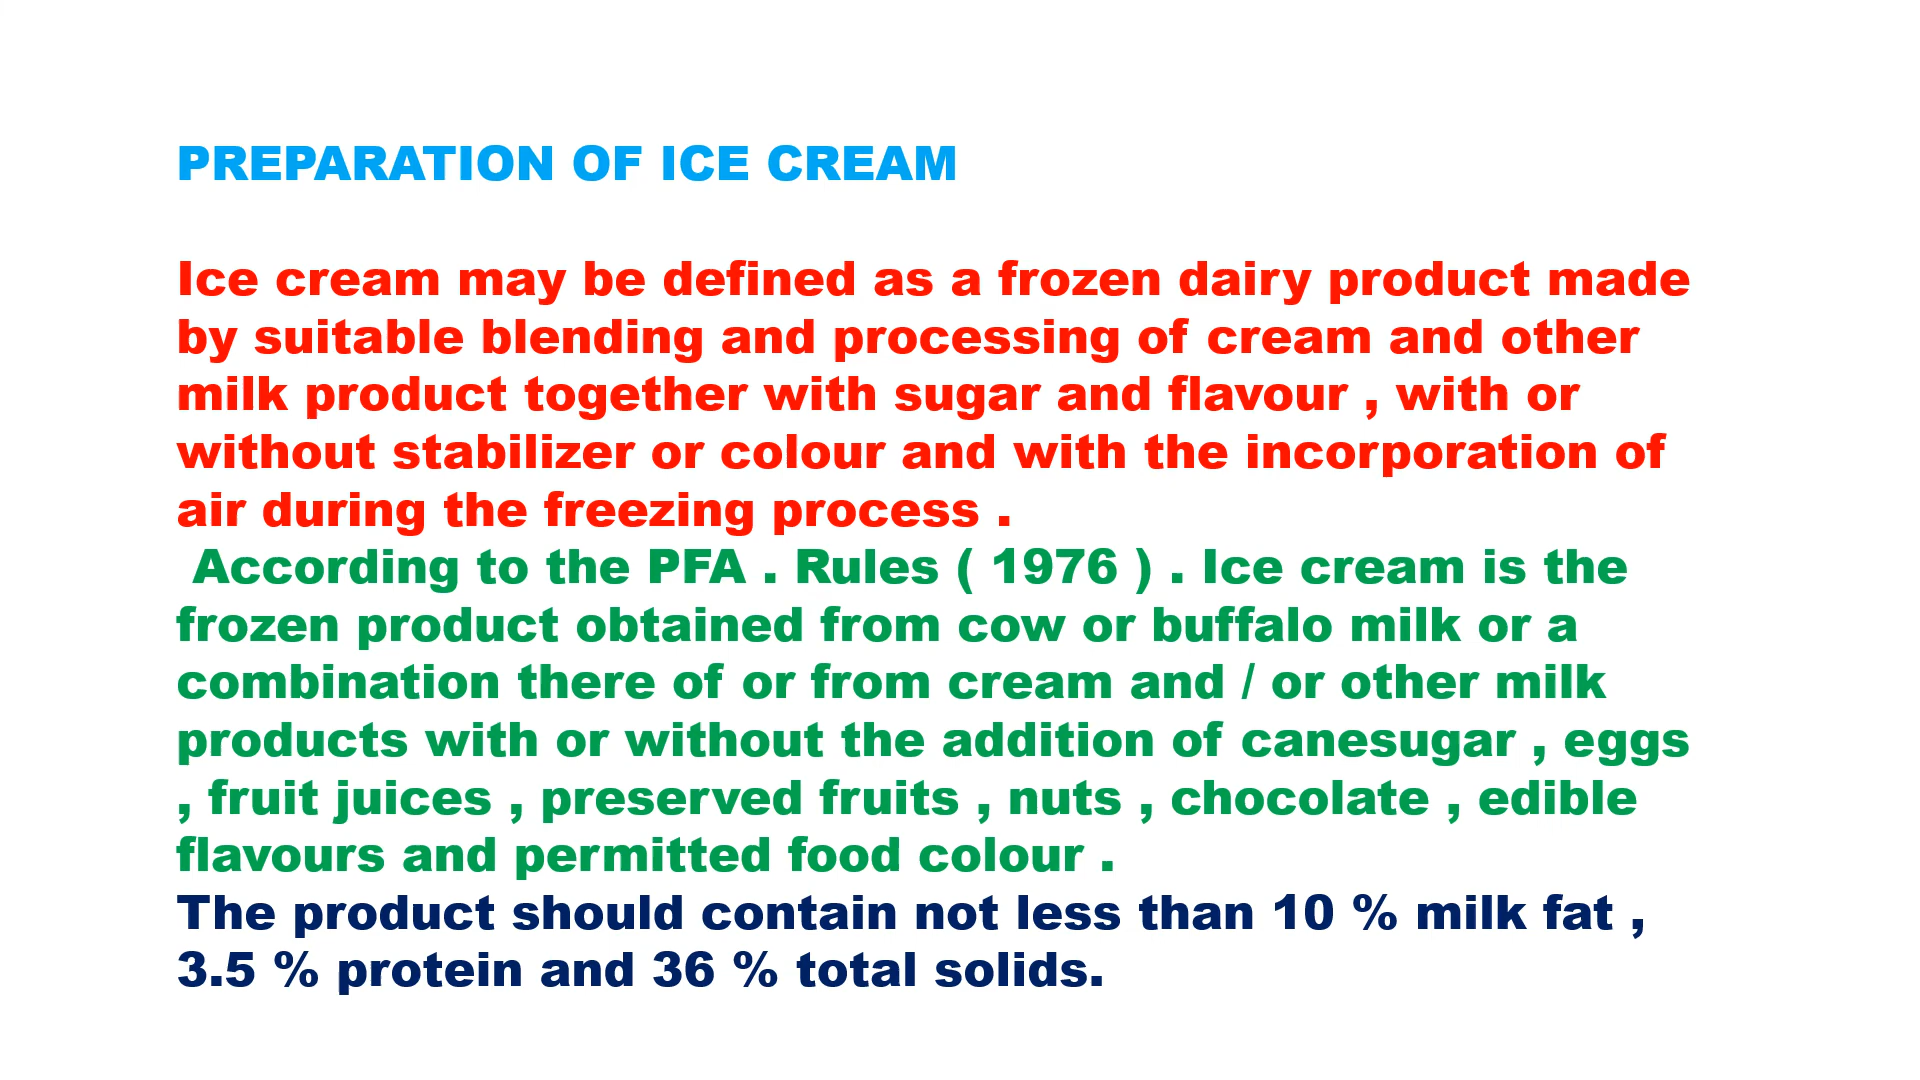 PREPARATION OF ICE CREAM
Ice cream may be defined as a frozen dairy product made
by suitable blending and processing of cream and other
milk product together with sugar and flavour , with or
without stabilizer or colour and with the incorporation of
air during the freezing process .
According to the PFA . Rules ( 1976 ) . Ice cream is the
frozen product obtained from cow or buffalo milk or a
combination there of or from cream and / or other milk
products with or without the addition of canesugar , eggs
, fruit juices , preserved fruits , nuts , chocolate , edible
flavours and permitted food colour .
The product should contain not less than 10 % milk fat ,
3.5 % protein and 36 % total solids.